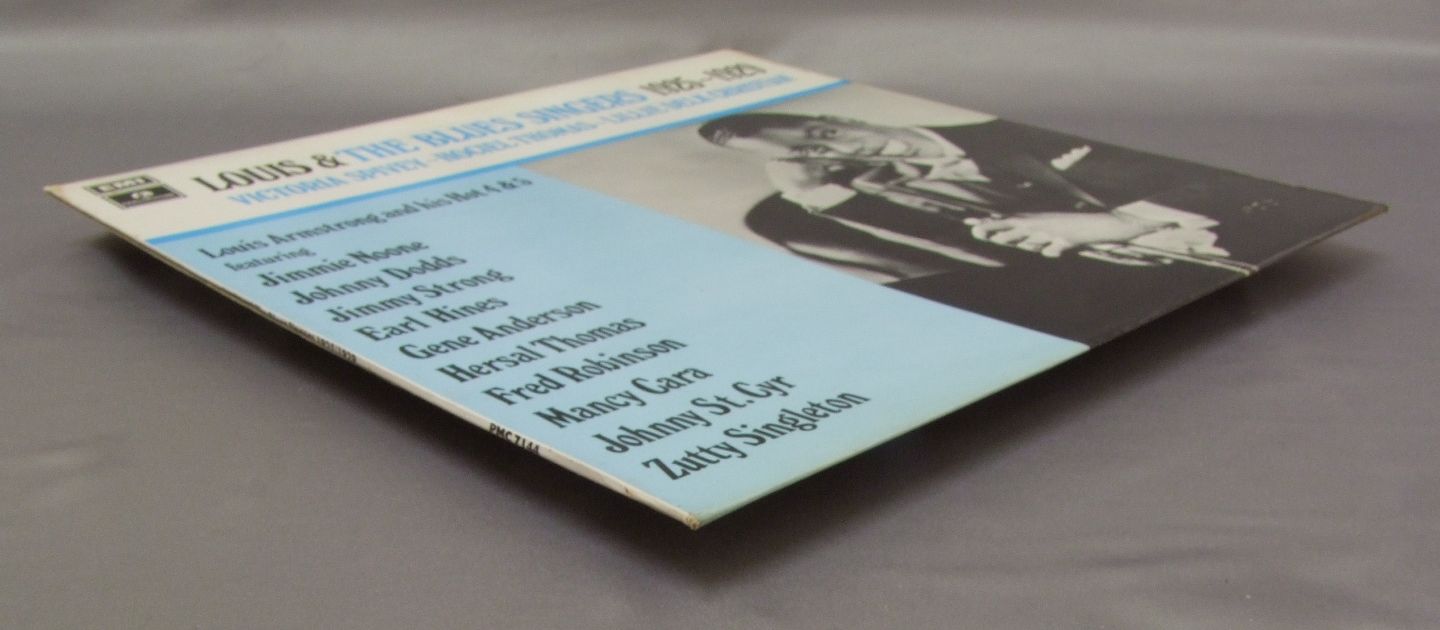 EMI
LOUIS & THE BLUES SINGERS 1925-1929
VICTORIA SPIVEY - HOCIEL THOMAS - LILLIE DELK CHRISTIAN
Louis Armstrong and his Hot 4 & 5
featuring
Jimmie Noone
Johnny Dodds
Jimmy Strong
Earl Hines
Gene Anderson
Hersal Thomas
Fred Robinson
Mancy Cara
Johnny St. Cyr
Zutty Singleton
PMC 7144